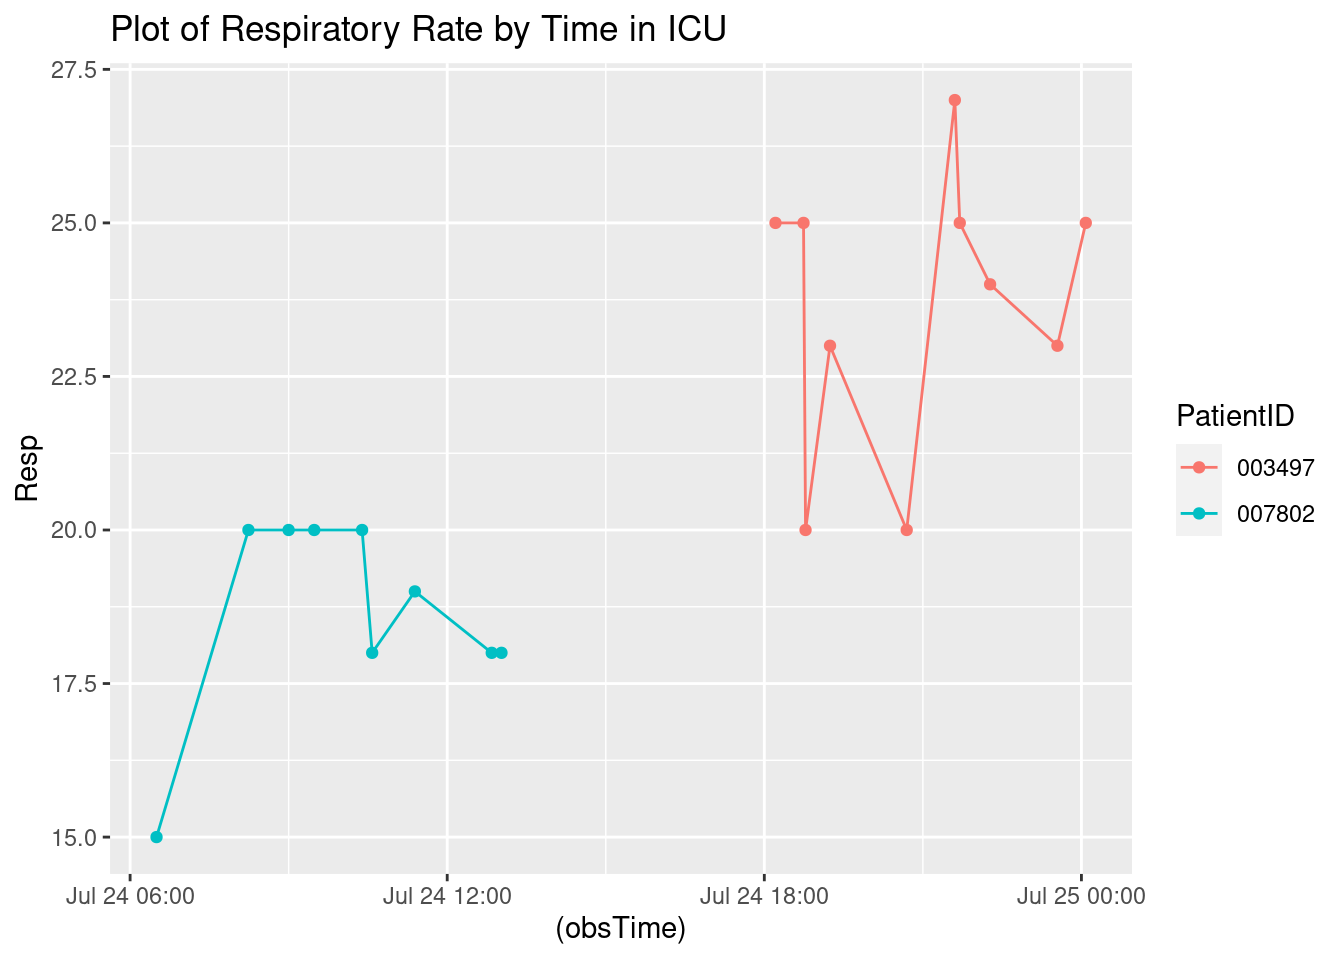 Plot of Respiratory Rate by Time in ICU
27.5
25.0
22.5
20.0
17.5
15.0
Resp
Jul 24 06:00 Jul 24 12:00 Jul 24 18:00 Jul 25 00:00
(obsTime)
PatientID
003497
007802